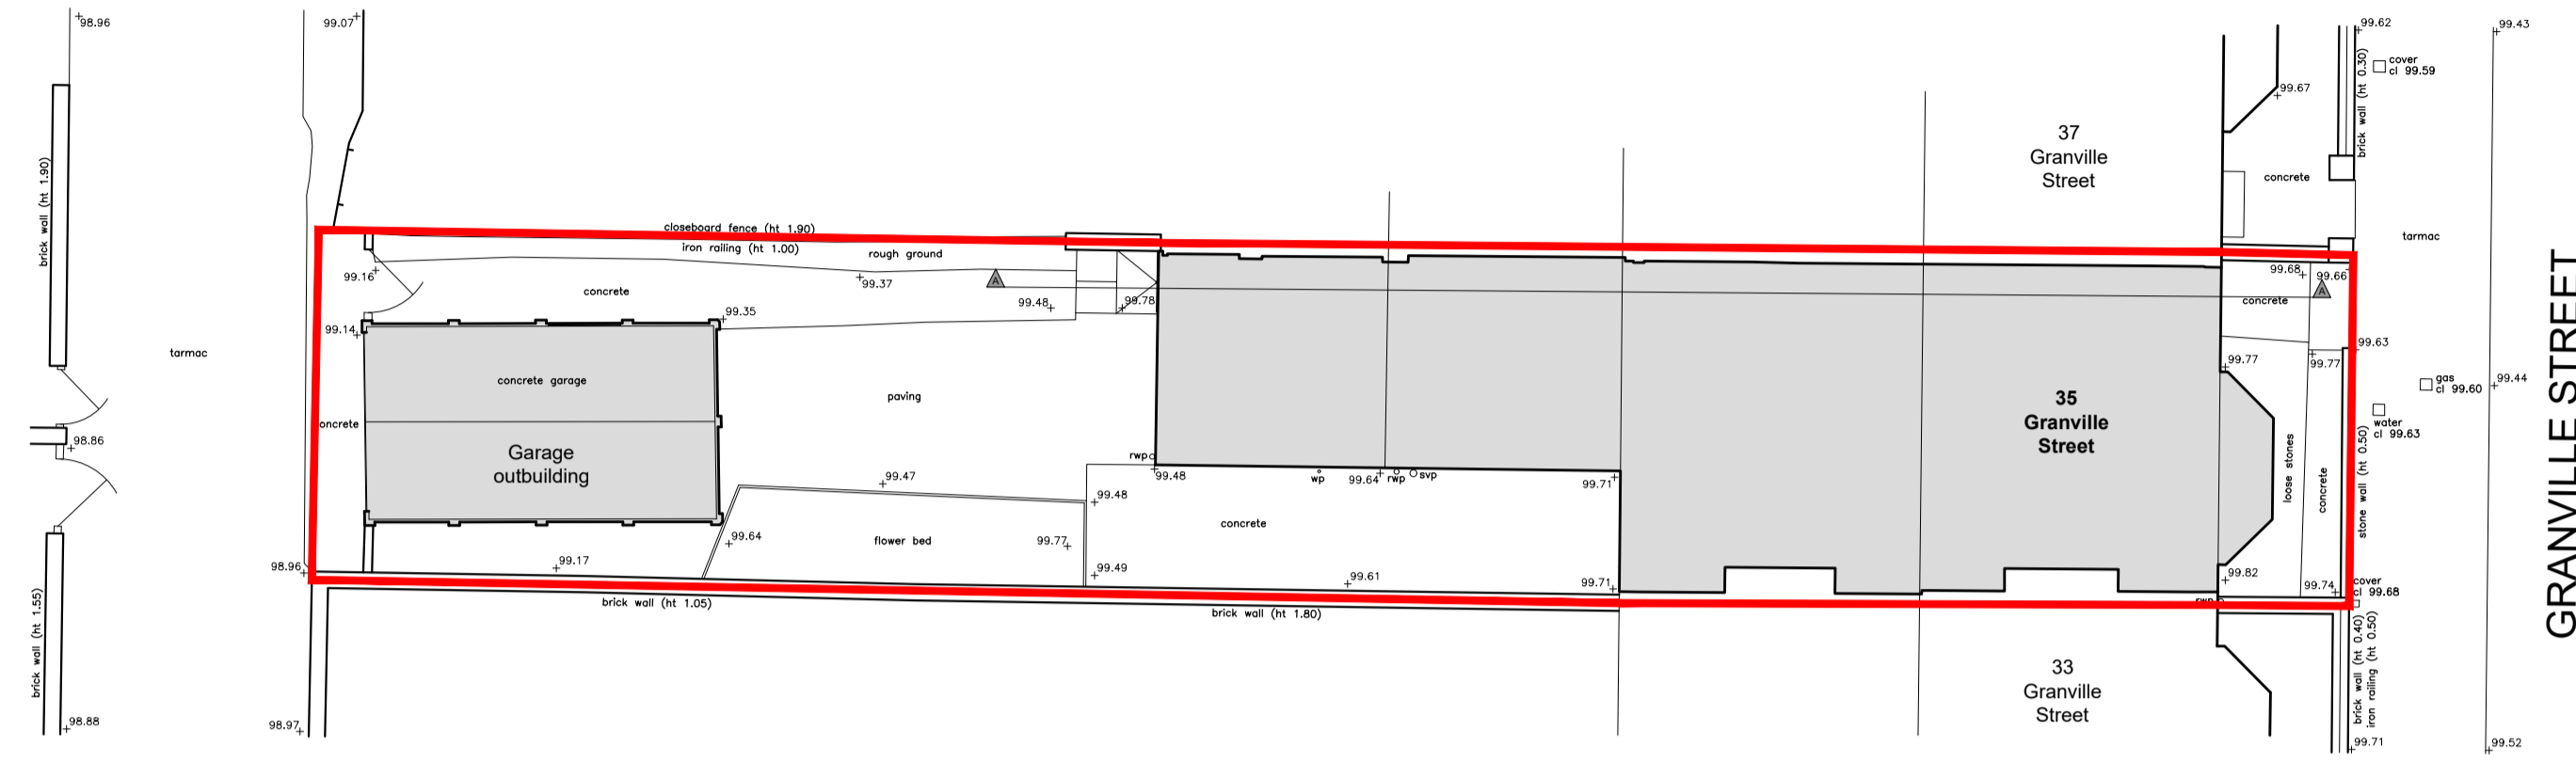 98.96
99.07
99.62
99.43
brick wall (ht 0.30)
cover
cl 99.59
99.67
37
Granville
Street
concrete
brick wall (ht 1.90)
closeboard fence (ht 1.90)
iron railing (ht 1.00)
rough ground
tarmac
99.16
concrete
99.37
A
99.48
99.78
99.68
99.66
A
concrete
99.14
99.35
99.63
tarmac
concrete garage
99.77
99.77
gas
cl 99.60
99.44
paving
35
Granville
Street
oncrete
water
cl 99.63
98.86
Garage
outbuilding
rwp
99.48
wp
99.64
rwp
svp
99.71
99.47
99.48
loose stones
concrete
stone wall (ht 0.50)
GRANVILLE STREET
concrete
99.64
flower bed
99.77
98.96
99.17
99.49
99.61
99.71
99.82
99.74
cover
cl 99.68
rwp
brick wall (ht 1.55)
brick wall (ht 1.05)
brick wall (ht 1.80)
33
Granville
Street
brick wall (ht 0.40)
iron railing (ht 0.50)
98.88
98.97
99.71
99.52